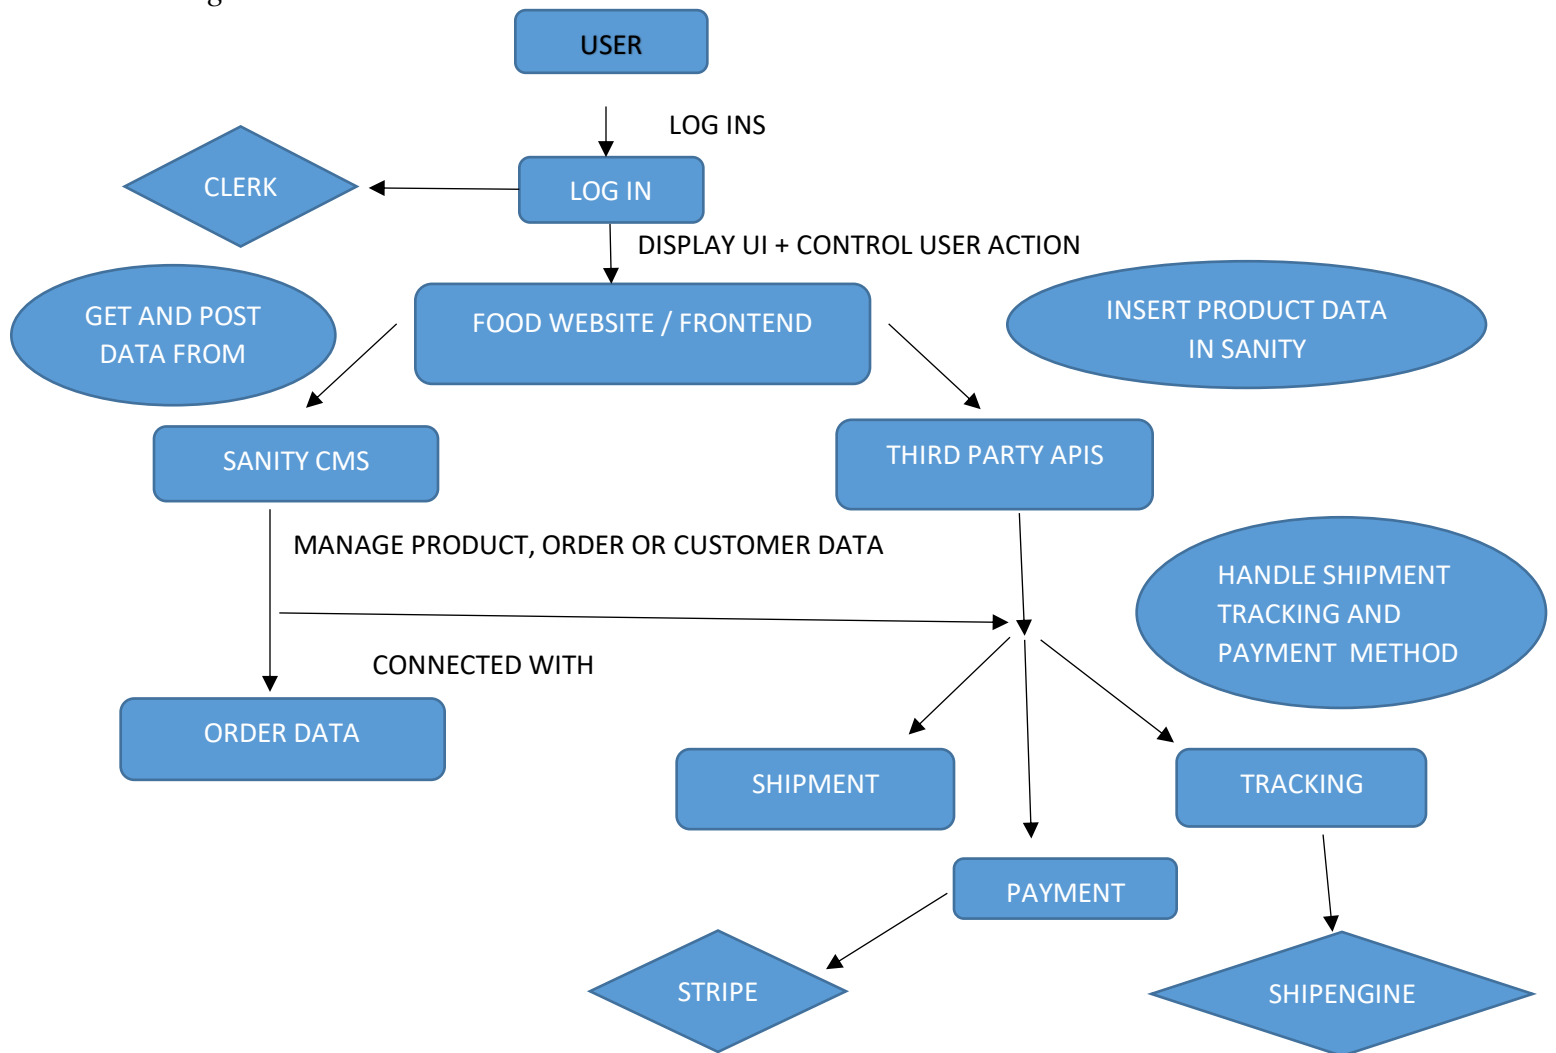 USER
LOG INS
CLERK
LOG IN
DISPLAY UI + CONTROL USER ACTION
GET AND POST
DATA FROM
FOOD WEBSITE / FRONTEND
INSERT PRODUCT DATA
IN SANITY
SANITY CMS
THIRD PARTY APIS
MANAGE PRODUCT, ORDER OR CUSTOMER DATA
HANDLE SHIPMENT
TRACKING AND
PAYMENT METHOD
CONNECTED WITH
ORDER DATA
SHIPMENT
TRACKING
PAYMENT
STRIPE
SHIPENGINE